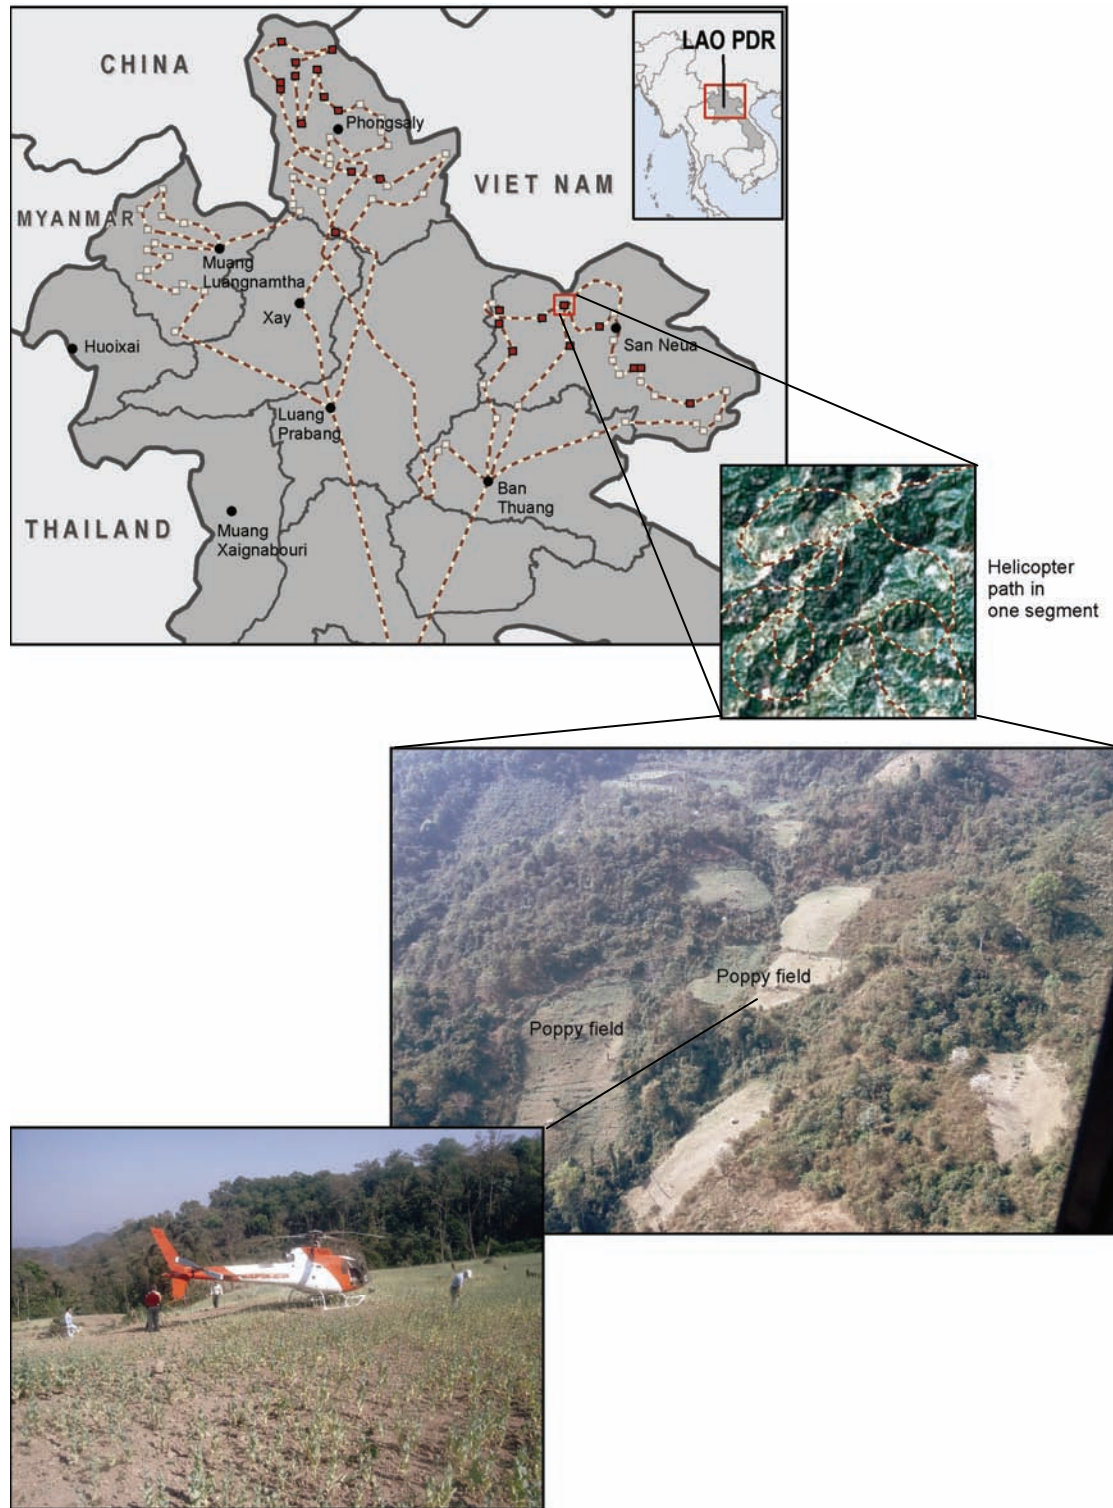 LAO PDR
CHINA
Phongsaly
VIET NAM
MYANMAR
Muang
Luangnamtha
Xay
Huoixai
San Neua
Luang
Prabang
Ban
Thuang
THAILAND
Muang
Xaignabouri
Helicopter
path in
one segment
Poppy field
Poppy field